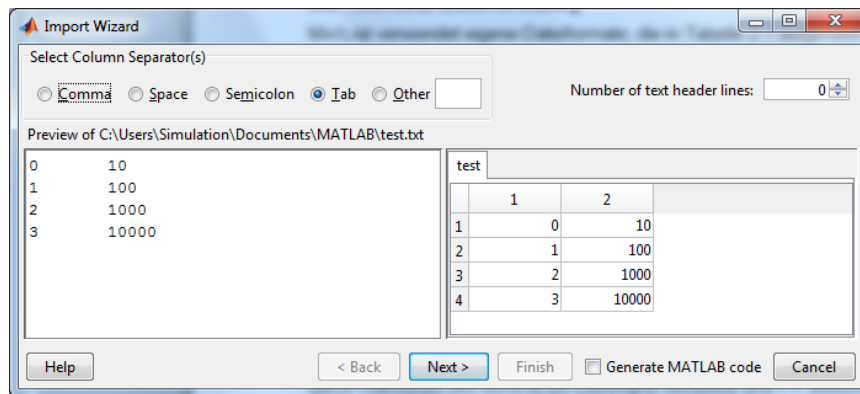 Import Wizard
Select Column Separator(s)
Comma Space Semicolon Tab Other
Number of text header lines: 0
Preview of C:\Users\Simulation\Documents\MATLAB\test.txt
0 10
1 100
2 1000
3 10000
test
1 2
1 0 10
2 1 100
3 2 1000
4 3 10000
Help < Back Next > Finish Generate MATLAB code Cancel